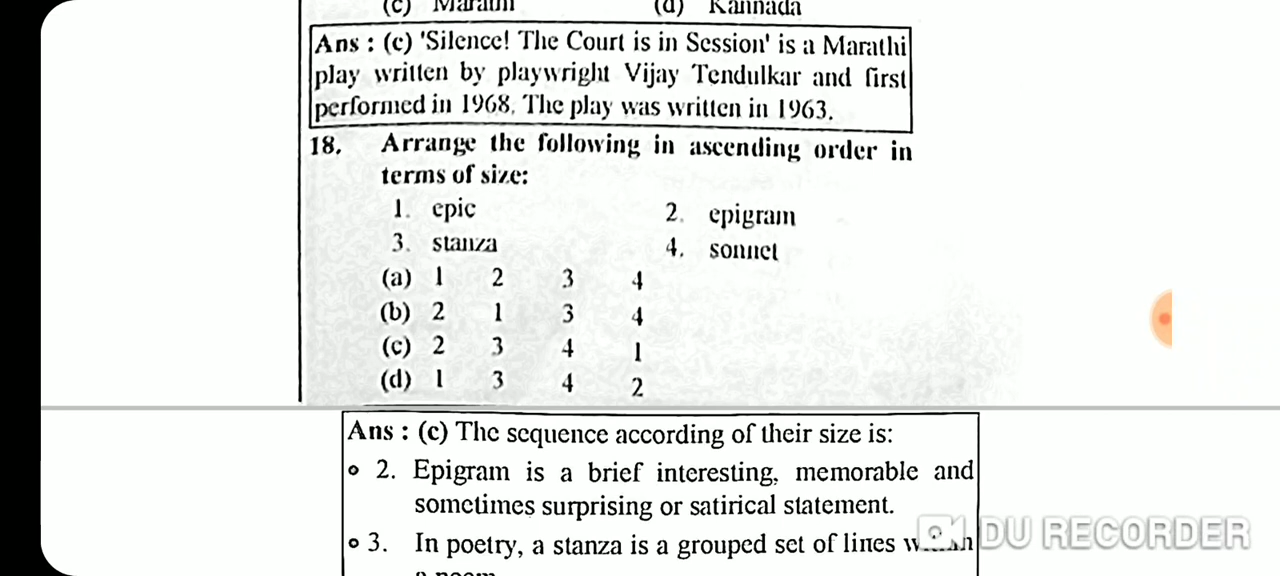 (c) Marathi (d) Kannada
Ans : (c) 'Silence! The Court is in Session' is a Marathi
play written by playwright Vijay Tendulkar and first
performed in 1968. The play was written in 1963.
18. Arrange the following in ascending order in
terms of size:
1. epic 2. epigram
3. stanza 4. sonnet
(a) 1 2 3 4
(b) 2 1 3 4
(c) 2 3 4 1
(d) 1 3 4 2
Ans : (c) The sequence according of their size is:
2. Epigram is a brief interesting, memorable and
sometimes surprising or satirical statement.
3. In poetry, a stanza is a grouped set of lines
DU RECORDER
a poem